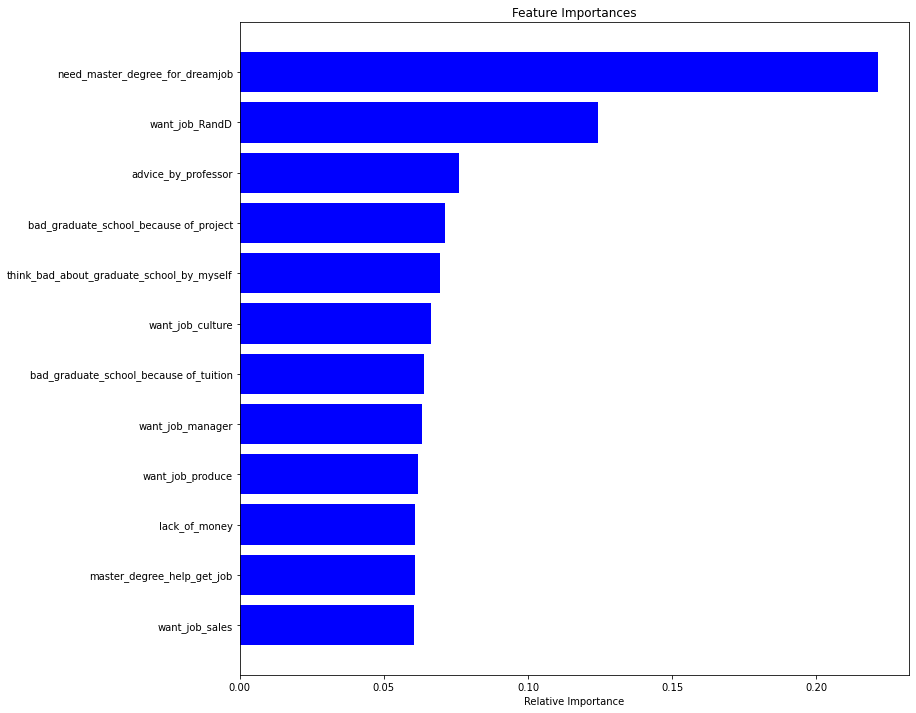 Feature Importances
need_master_degree_for_dreamjob
want_job_RandD
advice_by_professor
bad_graduate_school_because of_project
think_bad_about_graduate_school_by_myself
want_job_culture
bad_graduate_school_because of_tuition
want_job_manager
want_job_produce
lack_of_money
master_degree_help_get_job
want_job_sales
0.00 0.05 0.10 0.15 0.20
Relative Importance